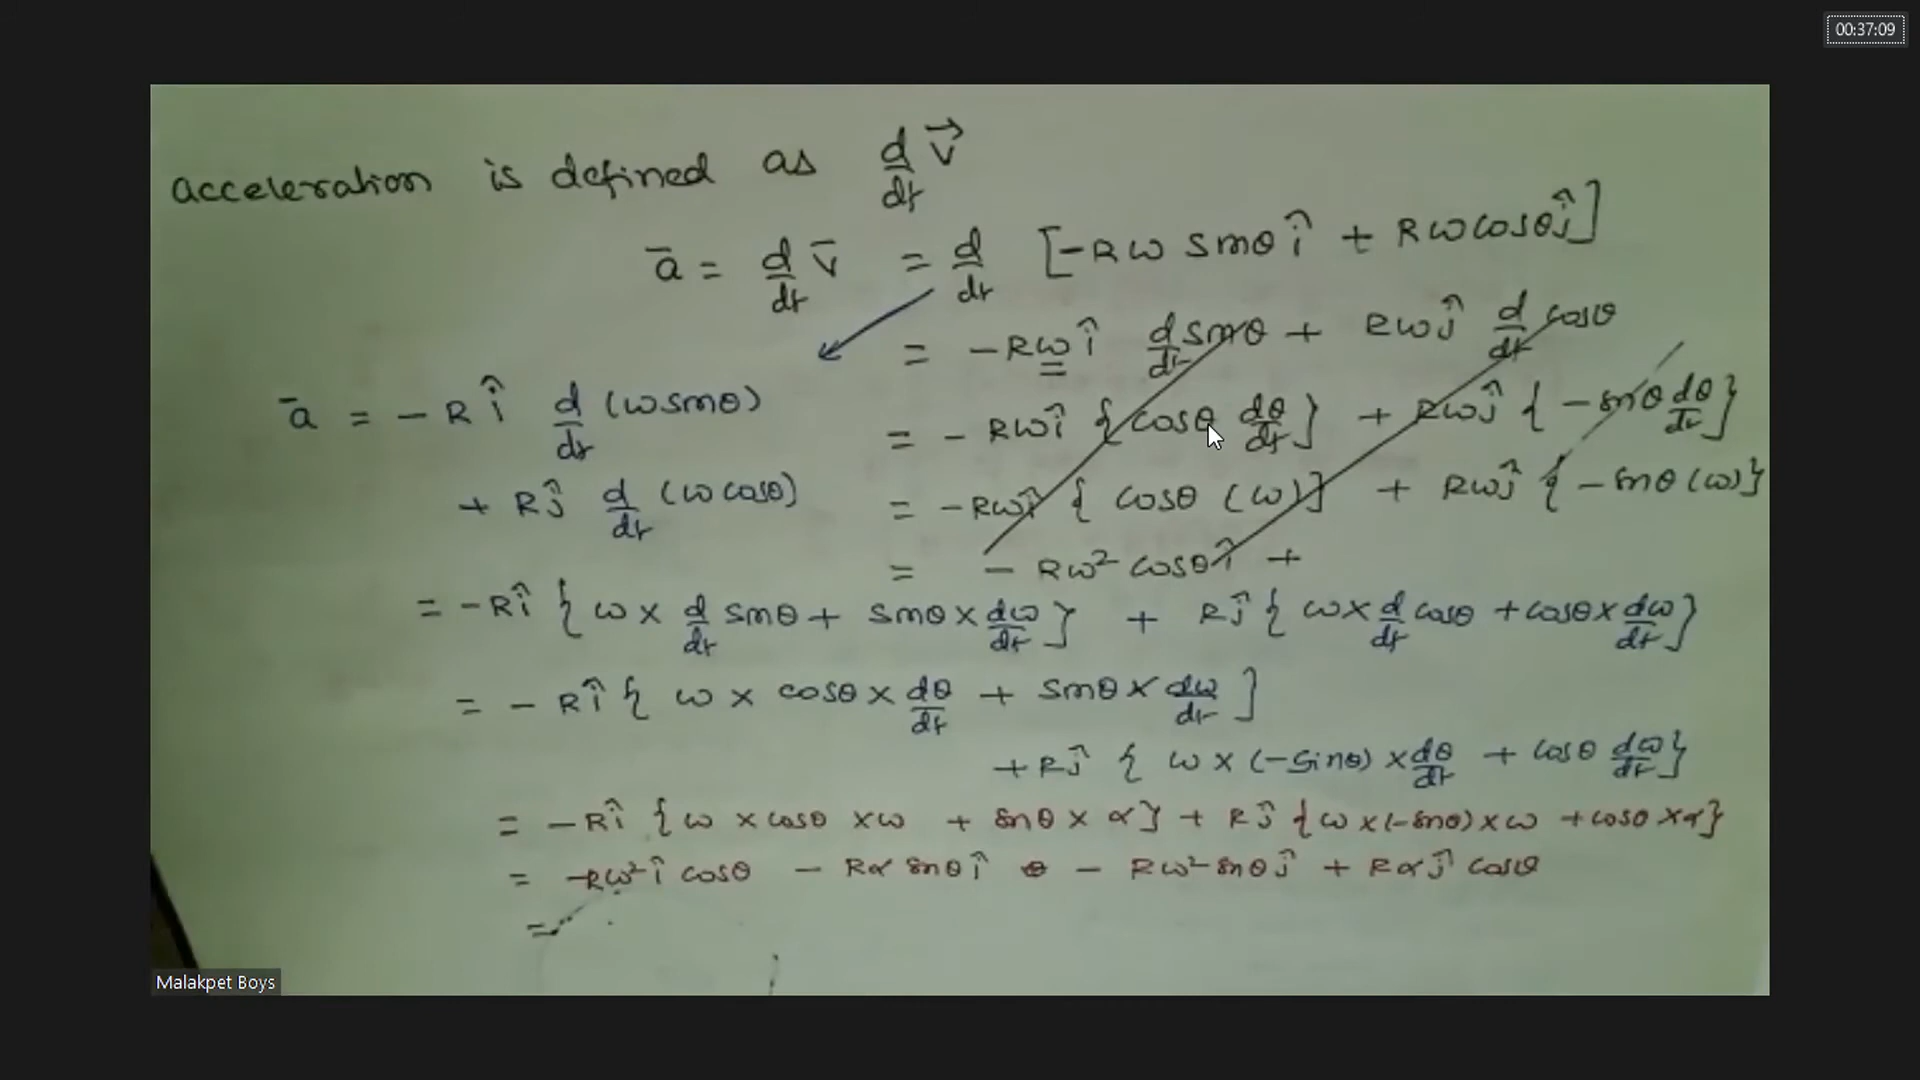 00:37:09
acceleration is defined as d/dt v⃗
a̅ = d/dt v̅ = d/dt [-Rω sinθ î + Rω cosθ ĵ]
= -Rω î d/dt sinθ + Rω ĵ d/dt cosθ
= - Rω î { cosθ dθ/dt } + Rω ĵ { - sinθ dθ/dt }
= -Rω î { cosθ (ω) } + Rω ĵ { - sinθ (ω) }
= - Rω² cosθ î +
a̅ = - R î d/dt (ω sinθ)
+ R ĵ d/dt (ω cosθ)
= -R î { ω × d/dt sinθ + sinθ × dω/dt } + R ĵ { ω × d/dt cosθ + cosθ × dω/dt }
= - R î { ω × cosθ × dθ/dt + sinθ × dω/dt ]
+ R ĵ { ω × (-sinθ) × dθ/dt + cosθ dω/dt }
= -R î { ω × cosθ × ω + sinθ × α } + R ĵ { ω × (-sinθ) × ω + cosθ × α }
= -Rω² î cosθ - Rα sinθ î - Rω² sinθ ĵ + Rα ĵ cosθ
=
Malakpet Boys